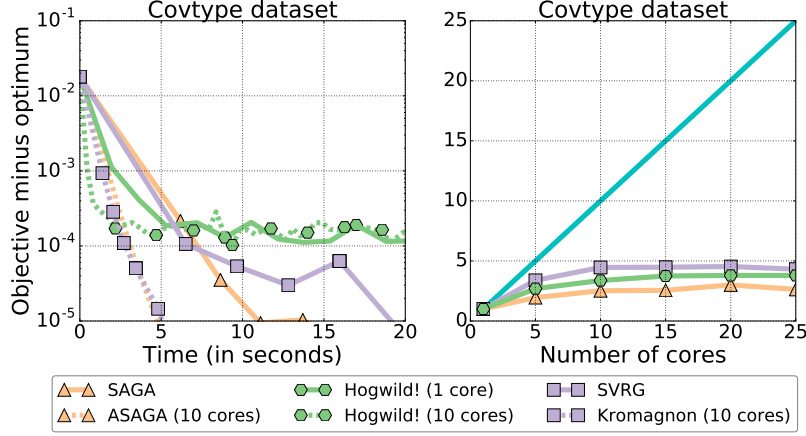 Covtype dataset
10^-1
10^-2
10^-3
10^-4
10^-5
0 5 10 15 20
Time (in seconds)
Objective minus optimum
Covtype dataset
25
20
15
10
5
0
0 5 10 15 20 25
Number of cores
SAGA
ASAGA (10 cores)
Hogwild! (1 core)
Hogwild! (10 cores)
SVRG
Kromagnon (10 cores)